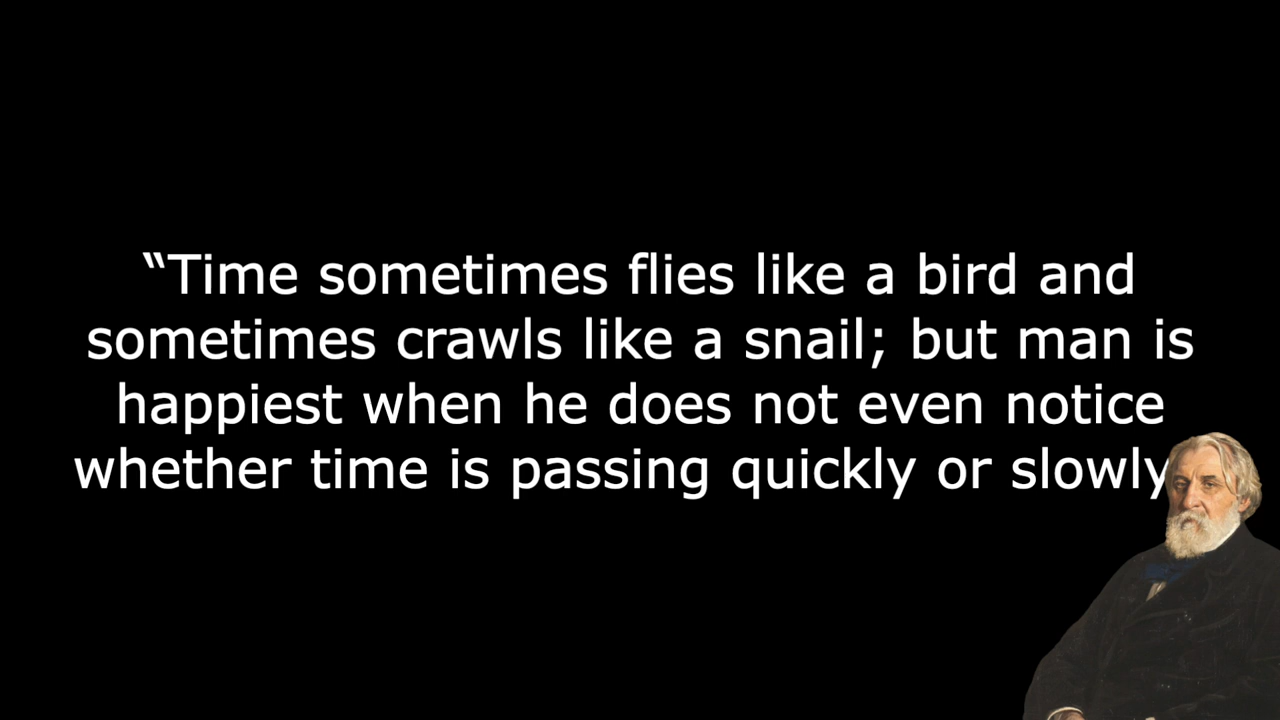 “Time sometimes flies like a bird and
sometimes crawls like a snail; but man is
happiest when he does not even notice
whether time is passing quickly or slowly